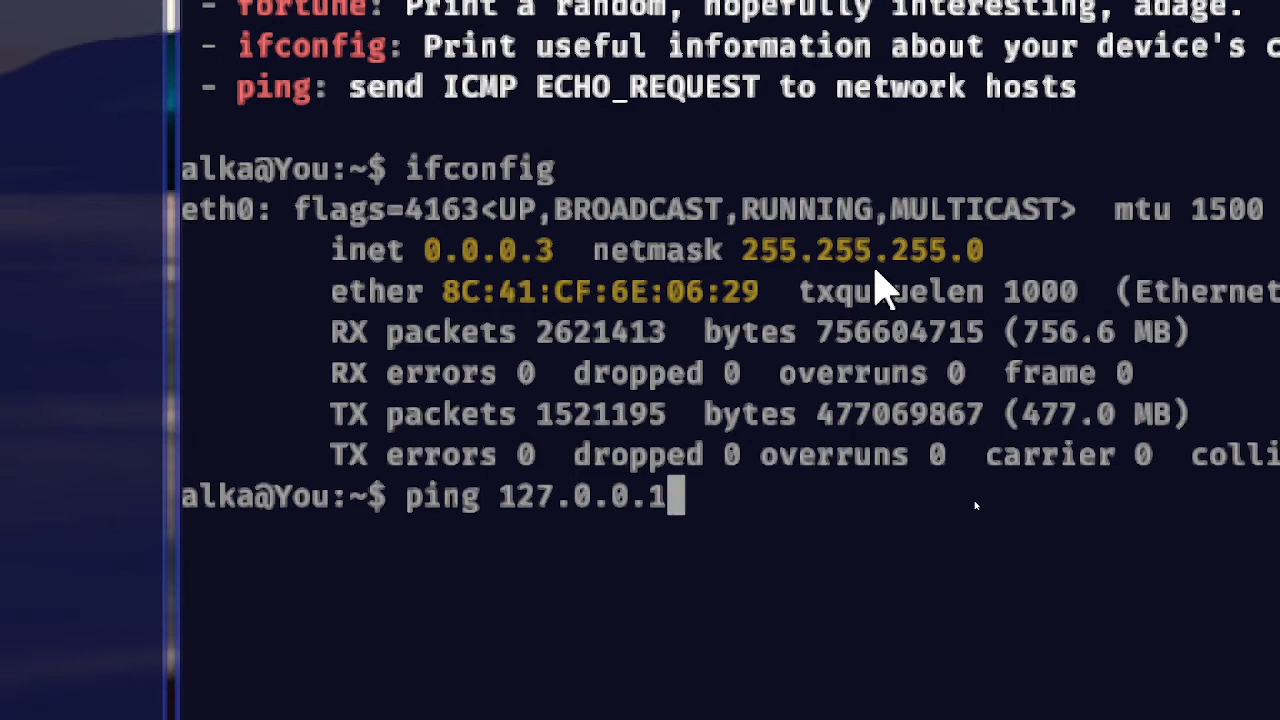 - fortune: Print a random, hopefully interesting, adage.
- ifconfig: Print useful information about your device's
- ping: send ICMP ECHO_REQUEST to network hosts
alka@You:~$ ifconfig
eth0: flags=4163<UP,BROADCAST,RUNNING,MULTICAST> mtu 1500
inet 0.0.0.3 netmask 255.255.255.0
ether 8C:41:CF:6E:06:29 txqueuelen 1000 (Ethernet
RX packets 2621413 bytes 756604715 (756.6 MB)
RX errors 0 dropped 0 overruns 0 frame 0
TX packets 1521195 bytes 477069867 (477.0 MB)
TX errors 0 dropped 0 overruns 0 carrier 0 colli
alka@You:~$ ping 127.0.0.1